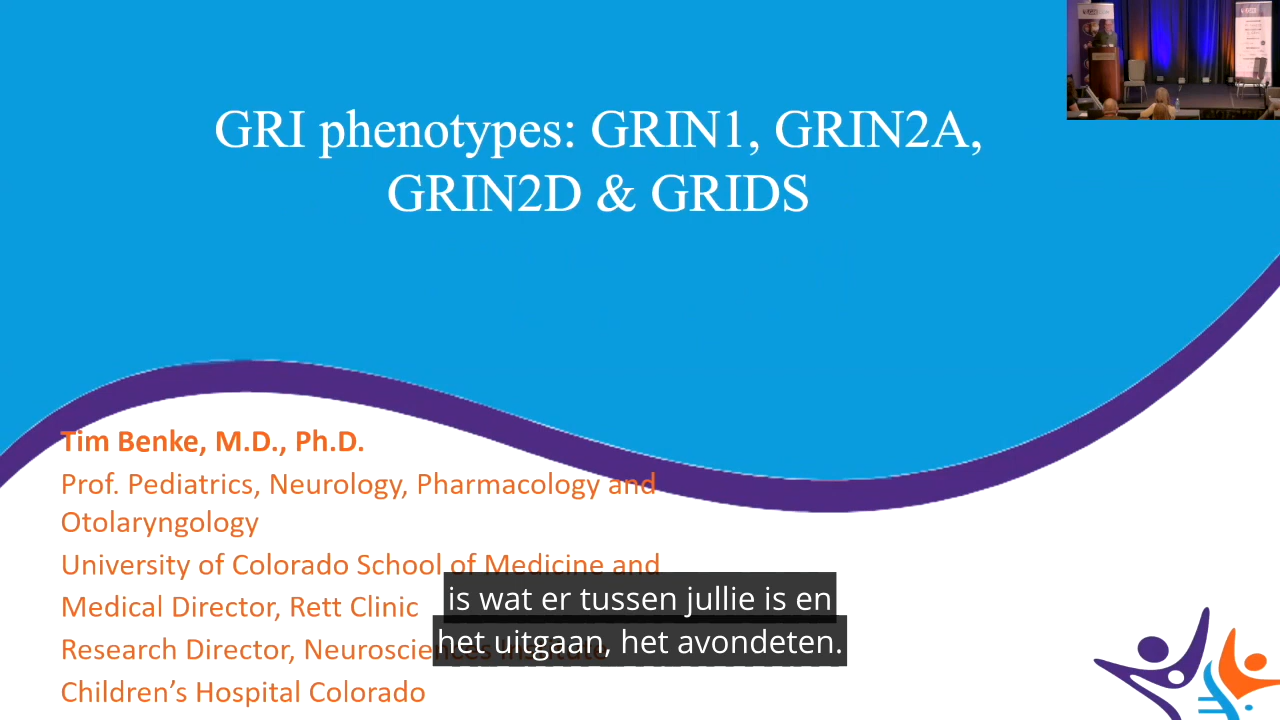 GRI phenotypes: GRIN1, GRIN2A,
GRIN2D & GRIDS
Tim Benke, M.D., Ph.D.
Prof. Pediatrics, Neurology, Pharmacology and
Otolaryngology
University of Colorado School of Medicine and
Medical Director, Rett Clinic
Research Director, Neurosciences Institute
Children's Hospital Colorado
is wat er tussen jullie is en
het uitgaan, het avondeten.